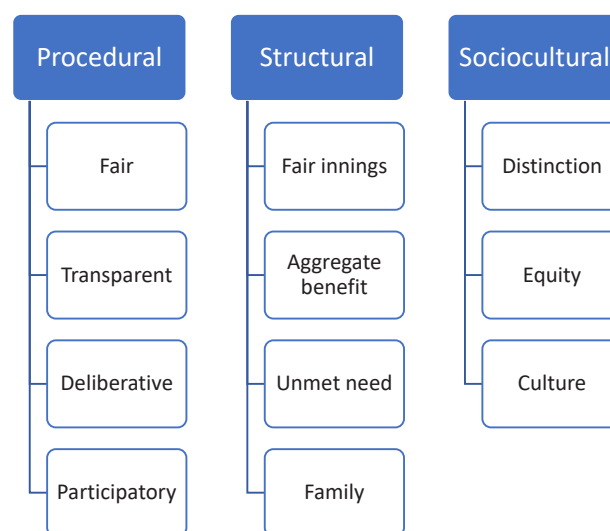 Procedural
Fair
Transparent
Deliberative
Participatory
Structural
Fair innings
Aggregate
benefit
Unmet need
Family
Sociocultural
Distinction
Equity
Culture